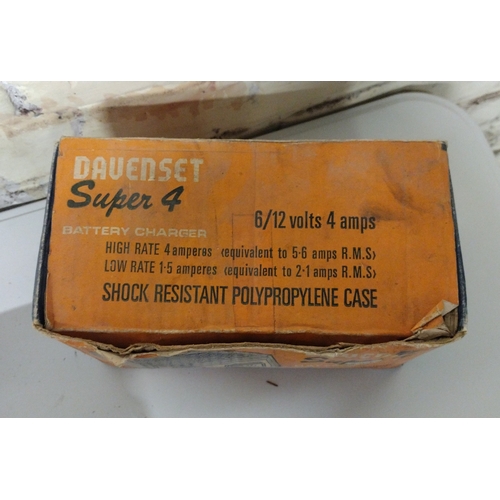 DAVENSET
Super 4
BATTERY CHARGER
6/12 volts 4 amps
HIGH RATE 4 amperes (equivalent to 5·6 amps R.M.S)
LOW RATE 1·5 amperes (equivalent to 2·1 amps R.M.S)
SHOCK RESISTANT POLYPROPYLENE CASE